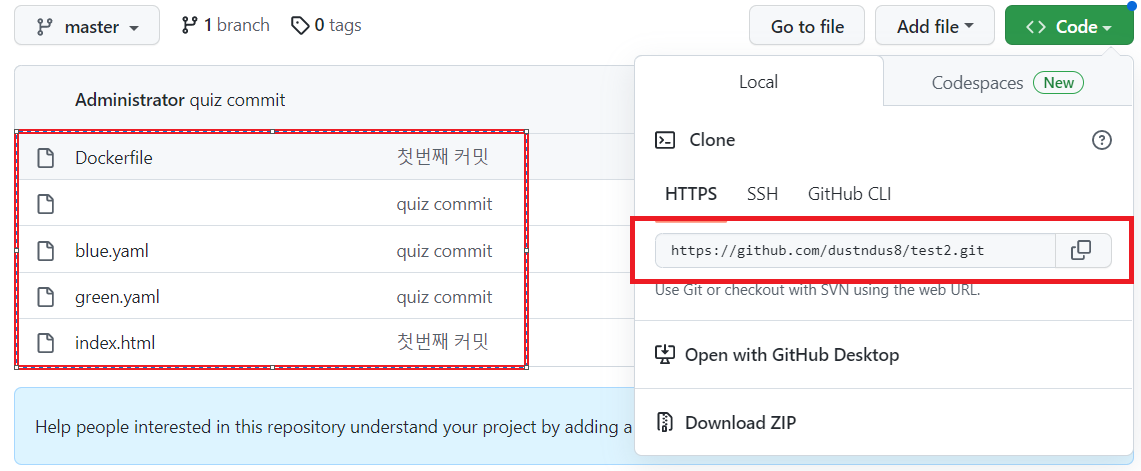 master 1 branch 0 tags Go to file Add file Code
Administrator quiz commit
Dockerfile 첫번째 커밋
quiz commit
blue.yaml quiz commit
green.yaml quiz commit
index.html 첫번째 커밋
Help people interested in this repository understand your project by adding a
Local Codespaces New
Clone
HTTPS SSH GitHub CLI
https://github.com/dustndus8/test2.git
Use Git or checkout with SVN using the web URL.
Open with GitHub Desktop
Download ZIP